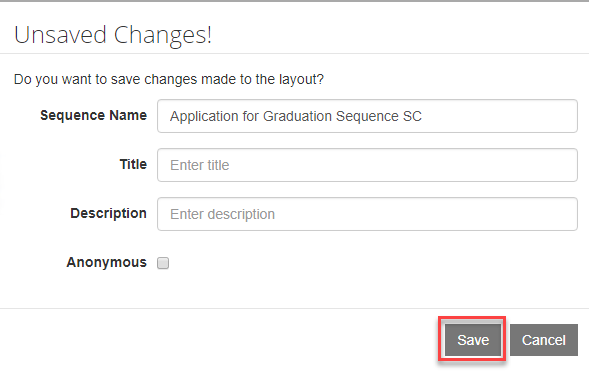 Unsaved Changes!
Do you want to save changes made to the layout?
Sequence Name Application for Graduation Sequence SC
Title Enter title
Description Enter description
Anonymous
Save Cancel